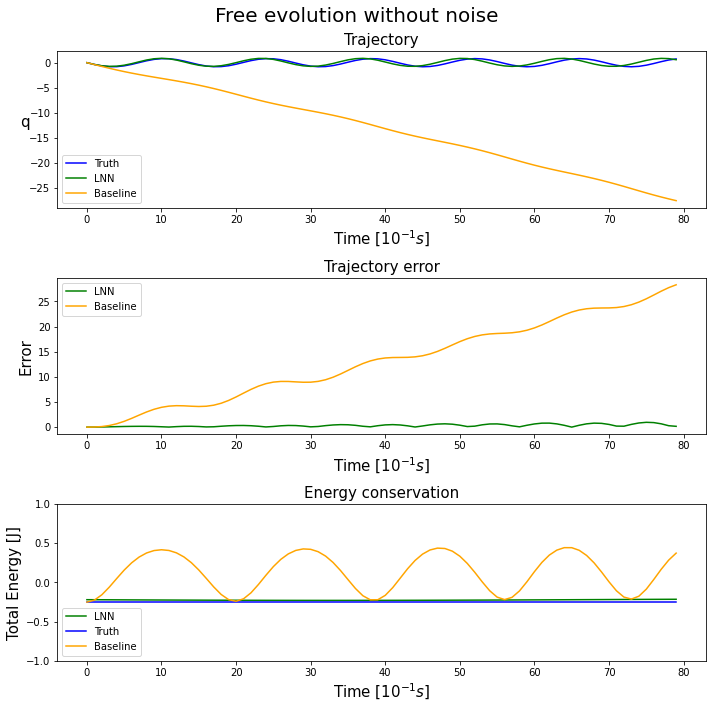 Free evolution without noise
Trajectory
0
−5
−10
−15
−20
−25
q
Truth
LNN
Baseline
0 10 20 30 40 50 60 70 80
Time [10⁻¹s]
Trajectory error
25
20
15
10
5
0
Error
LNN
Baseline
0 10 20 30 40 50 60 70 80
Time [10⁻¹s]
Energy conservation
1.0
0.5
0.0
−0.5
−1.0
Total Energy [J]
LNN
Truth
Baseline
0 10 20 30 40 50 60 70 80
Time [10⁻¹s]